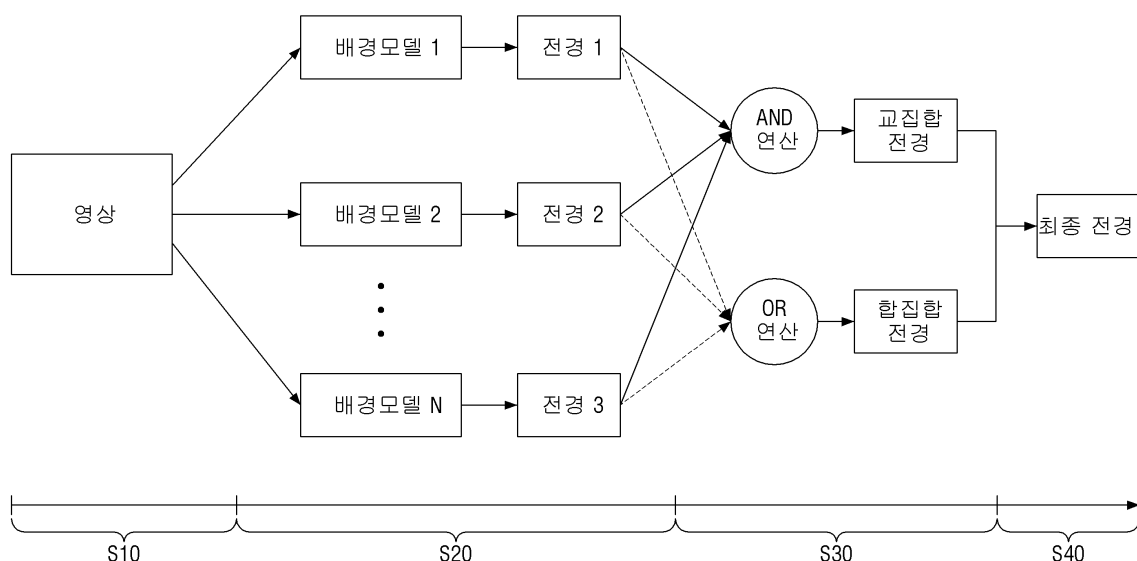 배경모델 1
전경 1
AND
연산
교집합
전경
영상
배경모델 2
전경 2
최종 전경
OR
연산
합집합
전경
배경모델 N
전경 3
S10
S20
S30
S40